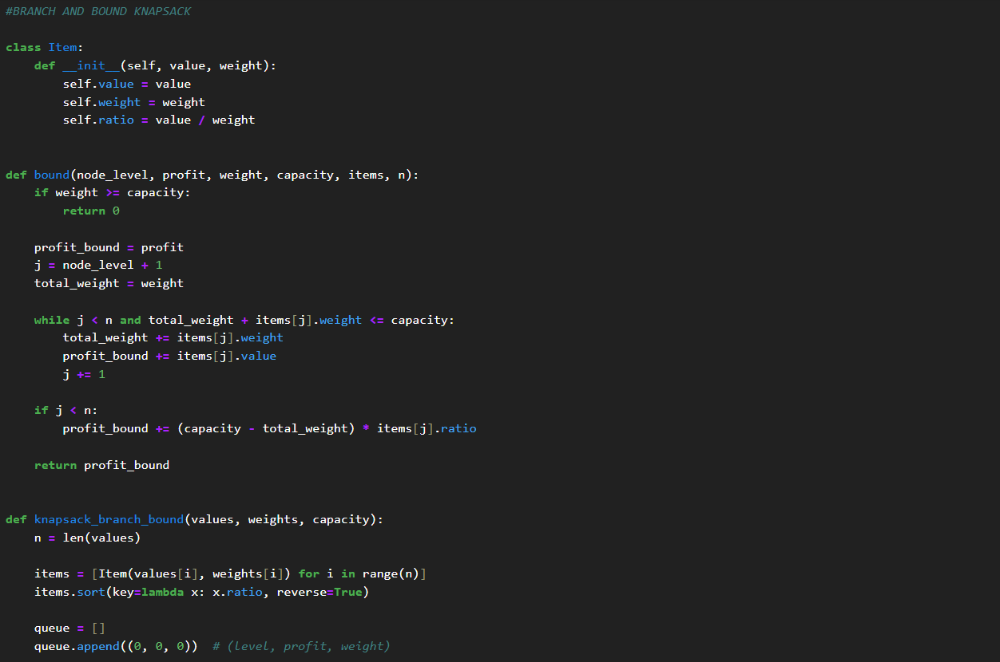 #BRANCH AND BOUND KNAPSACK
class Item:
    def __init__(self, value, weight):
        self.value = value
        self.weight = weight
        self.ratio = value / weight
def bound(node_level, profit, weight, capacity, items, n):
    if weight >= capacity:
        return 0
    profit_bound = profit
    j = node_level + 1
    total_weight = weight
    while j < n and total_weight + items[j].weight <= capacity:
        total_weight += items[j].weight
        profit_bound += items[j].value
        j += 1
    if j < n:
        profit_bound += (capacity - total_weight) * items[j].ratio
    return profit_bound
def knapsack_branch_bound(values, weights, capacity):
    n = len(values)
    items = [Item(values[i], weights[i]) for i in range(n)]
    items.sort(key=lambda x: x.ratio, reverse=True)
    queue = []
    queue.append((0, 0, 0))  # (level, profit, weight)